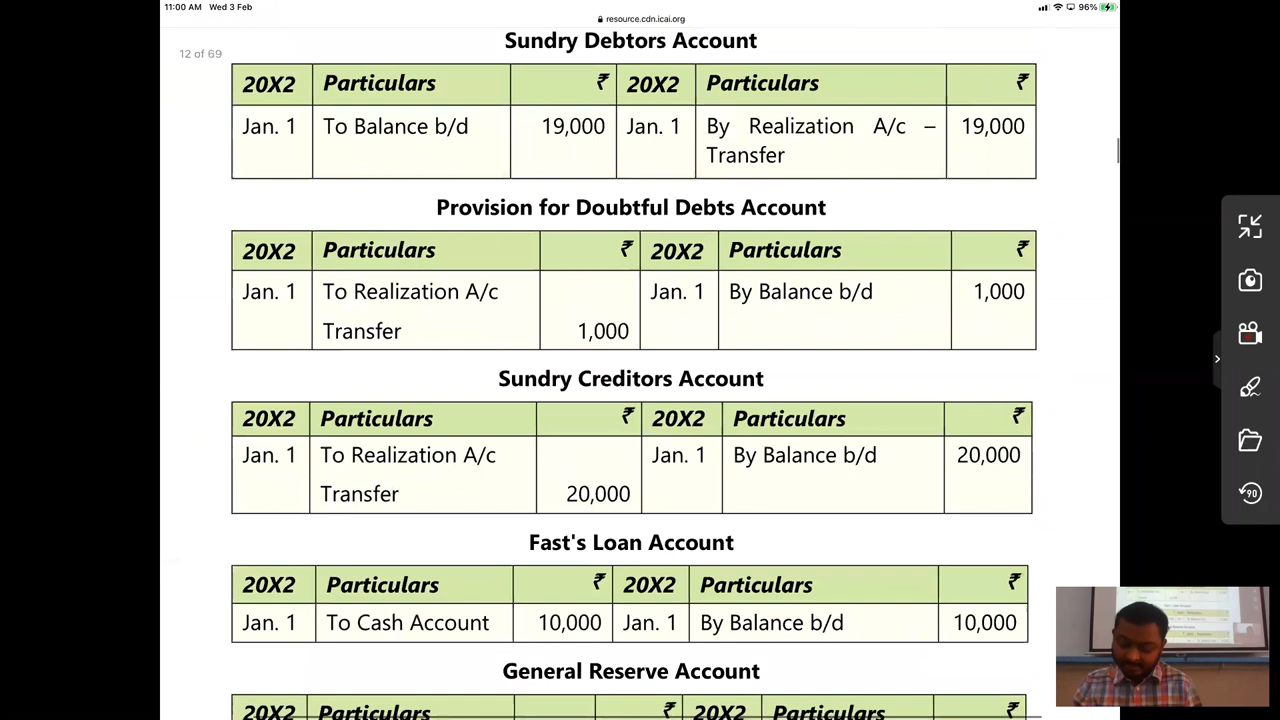 11:00 AM Wed 3 Feb
96%
resource.cdn.icai.org
12 of 69
Sundry Debtors Account
20X2 Particulars ₹ 20X2 Particulars ₹
Jan. 1 To Balance b/d 19,000 Jan. 1 By Realization A/c – 19,000
Transfer
Provision for Doubtful Debts Account
20X2 Particulars ₹ 20X2 Particulars ₹
Jan. 1 To Realization A/c Jan. 1 By Balance b/d 1,000
Transfer 1,000
Sundry Creditors Account
20X2 Particulars ₹ 20X2 Particulars ₹
Jan. 1 To Realization A/c Jan. 1 By Balance b/d 20,000
Transfer 20,000
Fast's Loan Account
20X2 Particulars ₹ 20X2 Particulars ₹
Jan. 1 To Cash Account 10,000 Jan. 1 By Balance b/d 10,000
General Reserve Account
20X2 Particulars ₹ 20X2 Particulars ₹
90